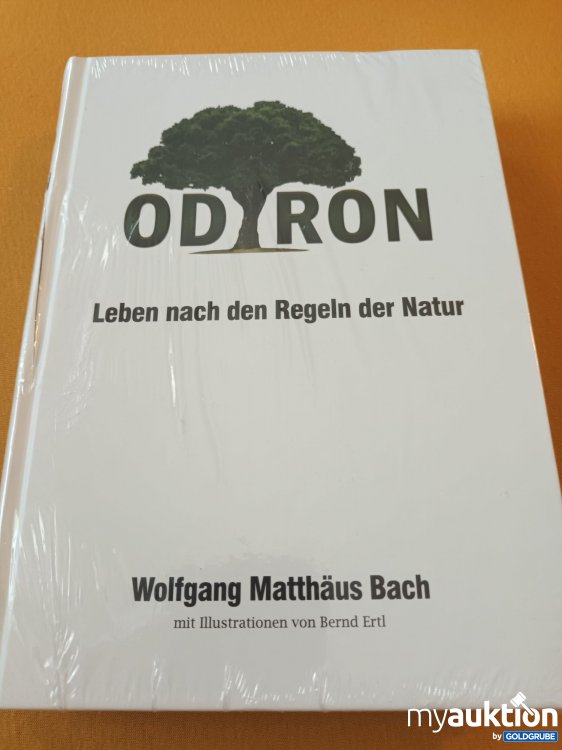 ODYRON
Leben nach den Regeln der Natur
Wolfgang Matthäus Bach
mit Illustrationen von Bernd Ertl
myauktion
by GOLDGRUBE